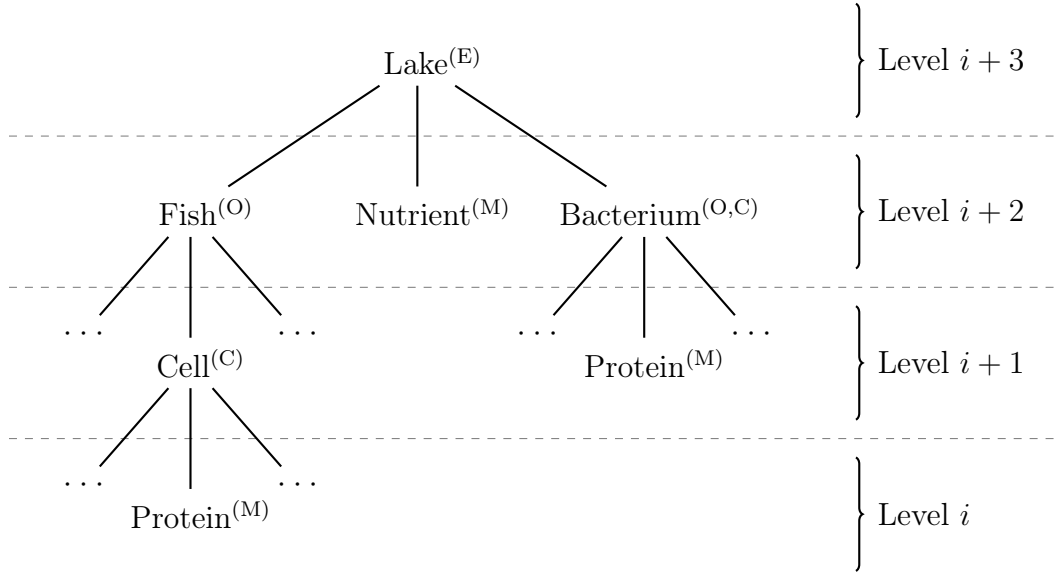 Lake(E)
Level i + 3
Fish(O) Nutrient(M) Bacterium(O,C)
Level i + 2
... ... ... ...
Cell(C) Protein(M)
Level i + 1
... ...
Protein(M)
Level i